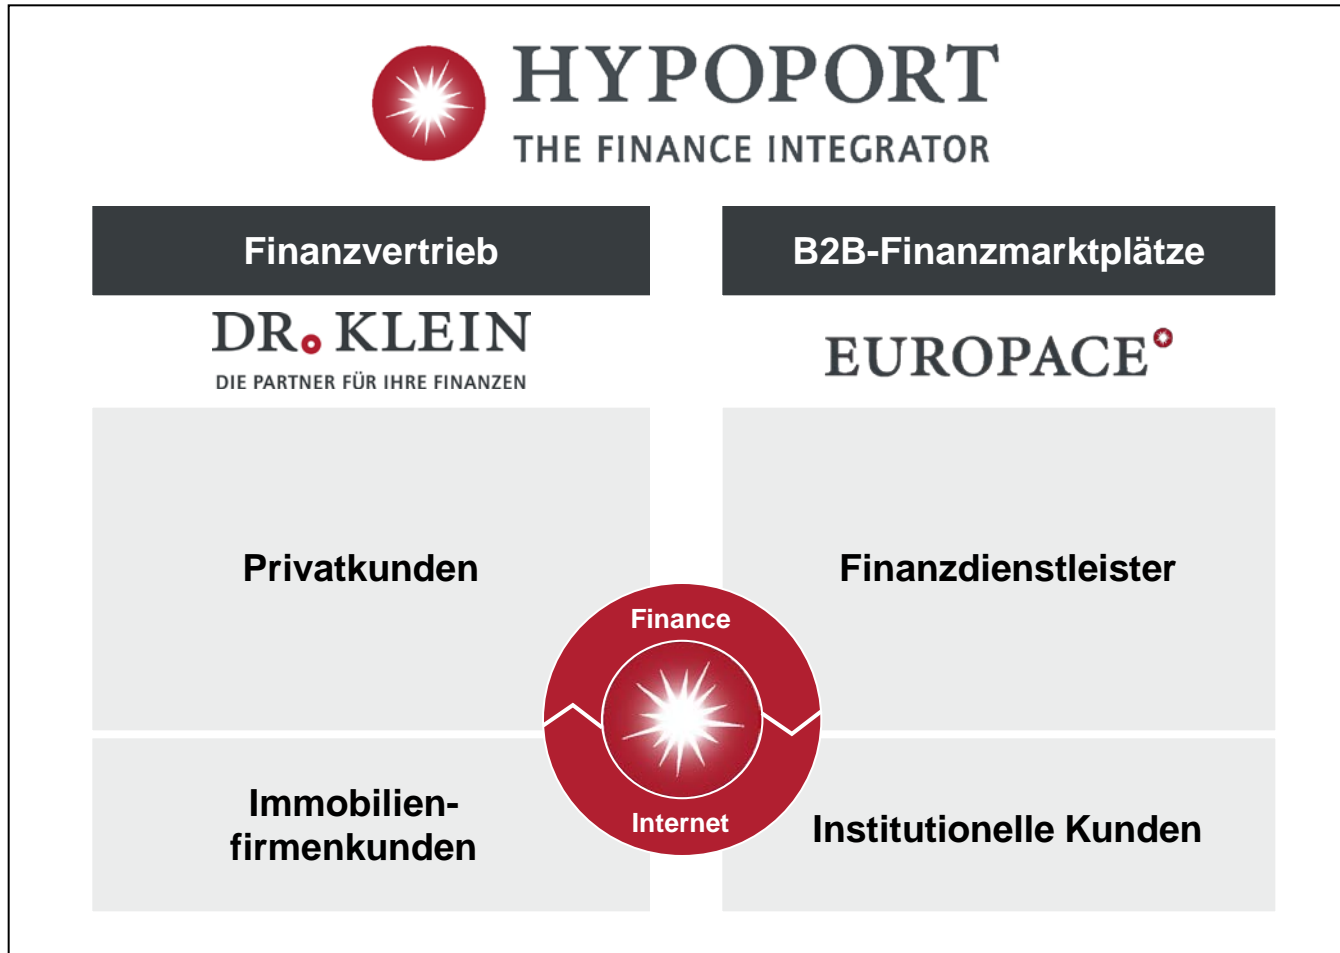 HYPOPORT
THE FINANCE INTEGRATOR
Finanzvertrieb
B2B-Finanzmarktplätze
DR. KLEIN
DIE PARTNER FÜR IHRE FINANZEN
EUROPACE
Privatkunden
Finanzdienstleister
Finance
Internet
Immobilien-
firmenkunden
Institutionelle Kunden